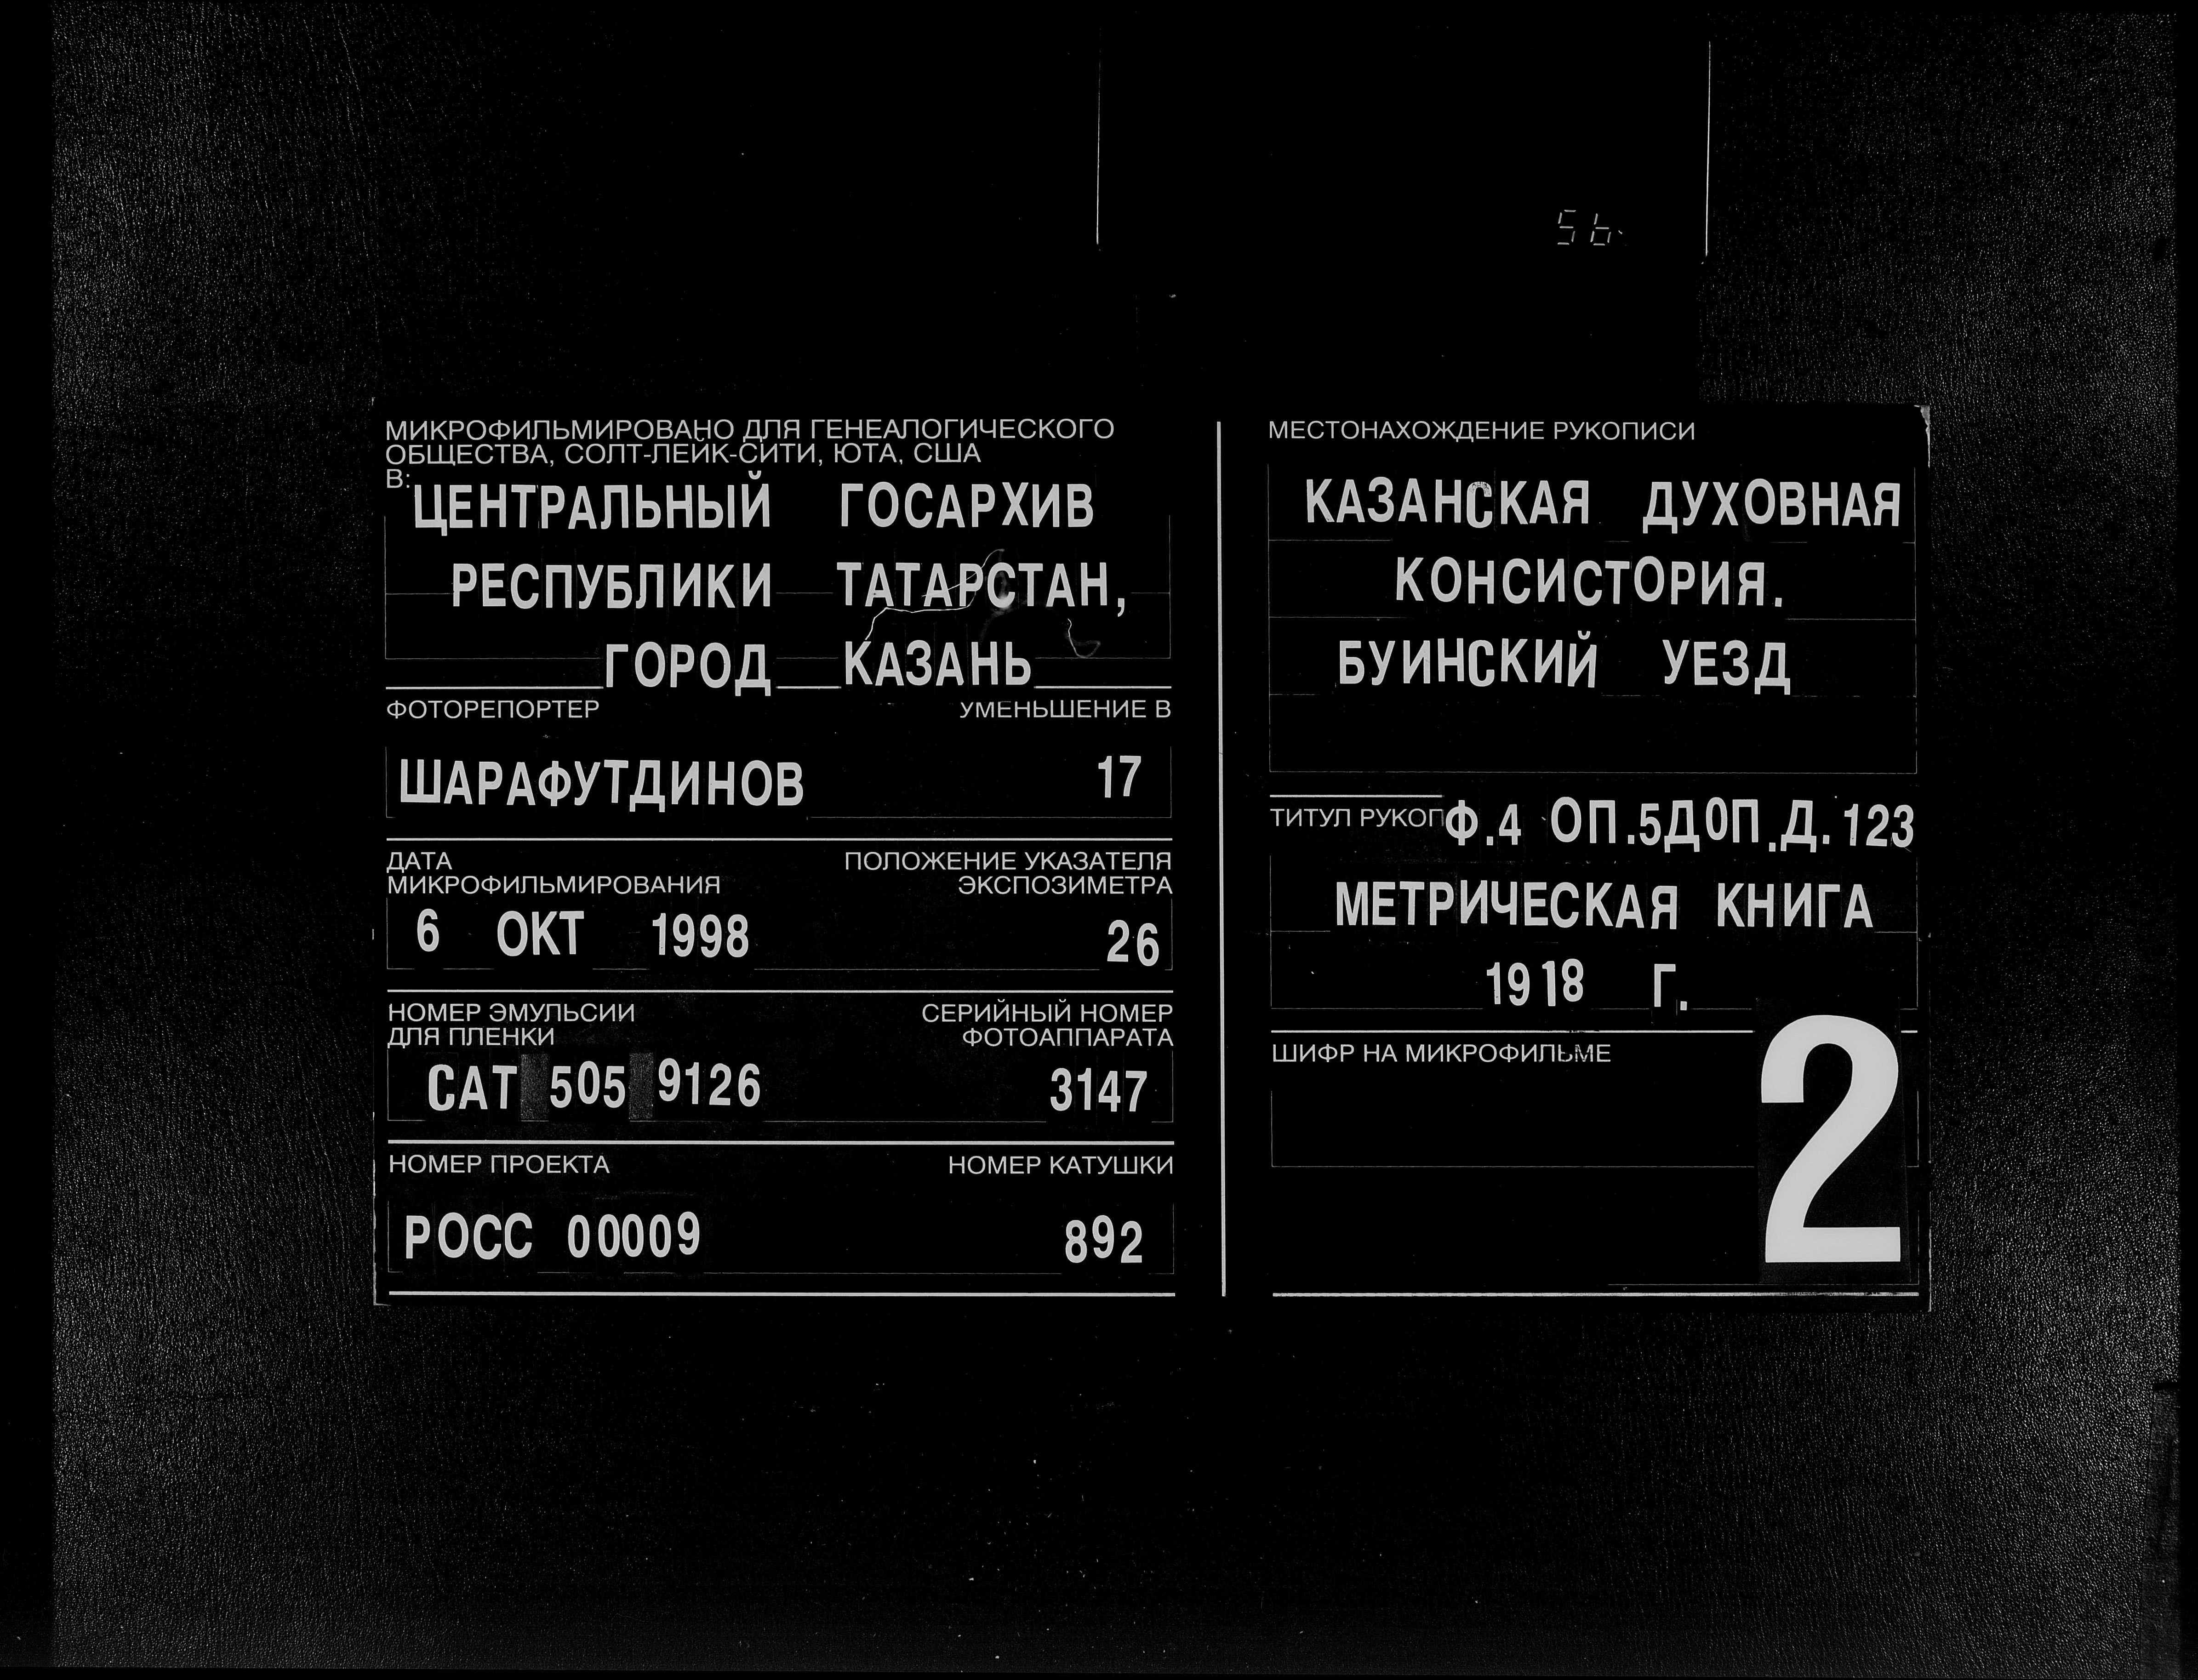 56
МИКРОФИЛЬМИРОВАНО ДЛЯ ГЕНЕАЛОГИЧЕСКОГО
ОБЩЕСТВА, СОЛТ-ЛЕЙК-СИТИ, ЮТА, США
В:
ЦЕНТРАЛЬНЫЙ ГОСАРХИВ
РЕСПУБЛИКИ ТАТАРСТАН,
ГОРОД КАЗАНЬ
ФОТОРЕПОРТЕР УМЕНЬШЕНИЕ В
ШАРАФУТДИНОВ 17
ДАТА ПОЛОЖЕНИЕ УКАЗАТЕЛЯ
МИКРОФИЛЬМИРОВАНИЯ ЭКСПОЗИМЕТРА
6 ОКТ 1998 26
НОМЕР ЭМУЛЬСИИ СЕРИЙНЫЙ НОМЕР
ДЛЯ ПЛЕНКИ ФОТОАППАРАТА
САТ 505 9126 3147
НОМЕР ПРОЕКТА НОМЕР КАТУШКИ
РОСС 00009 892
МЕСТОНАХОЖДЕНИЕ РУКОПИСИ
КАЗАНСКАЯ ДУХОВНАЯ
КОНСИСТОРИЯ.
БУИНСКИЙ УЕЗД
ТИТУЛ РУКОП Ф.4 ОП.5ДОП.Д.123
МЕТРИЧЕСКАЯ КНИГА
1918 Г.
ШИФР НА МИКРОФИЛЬМЕ
2